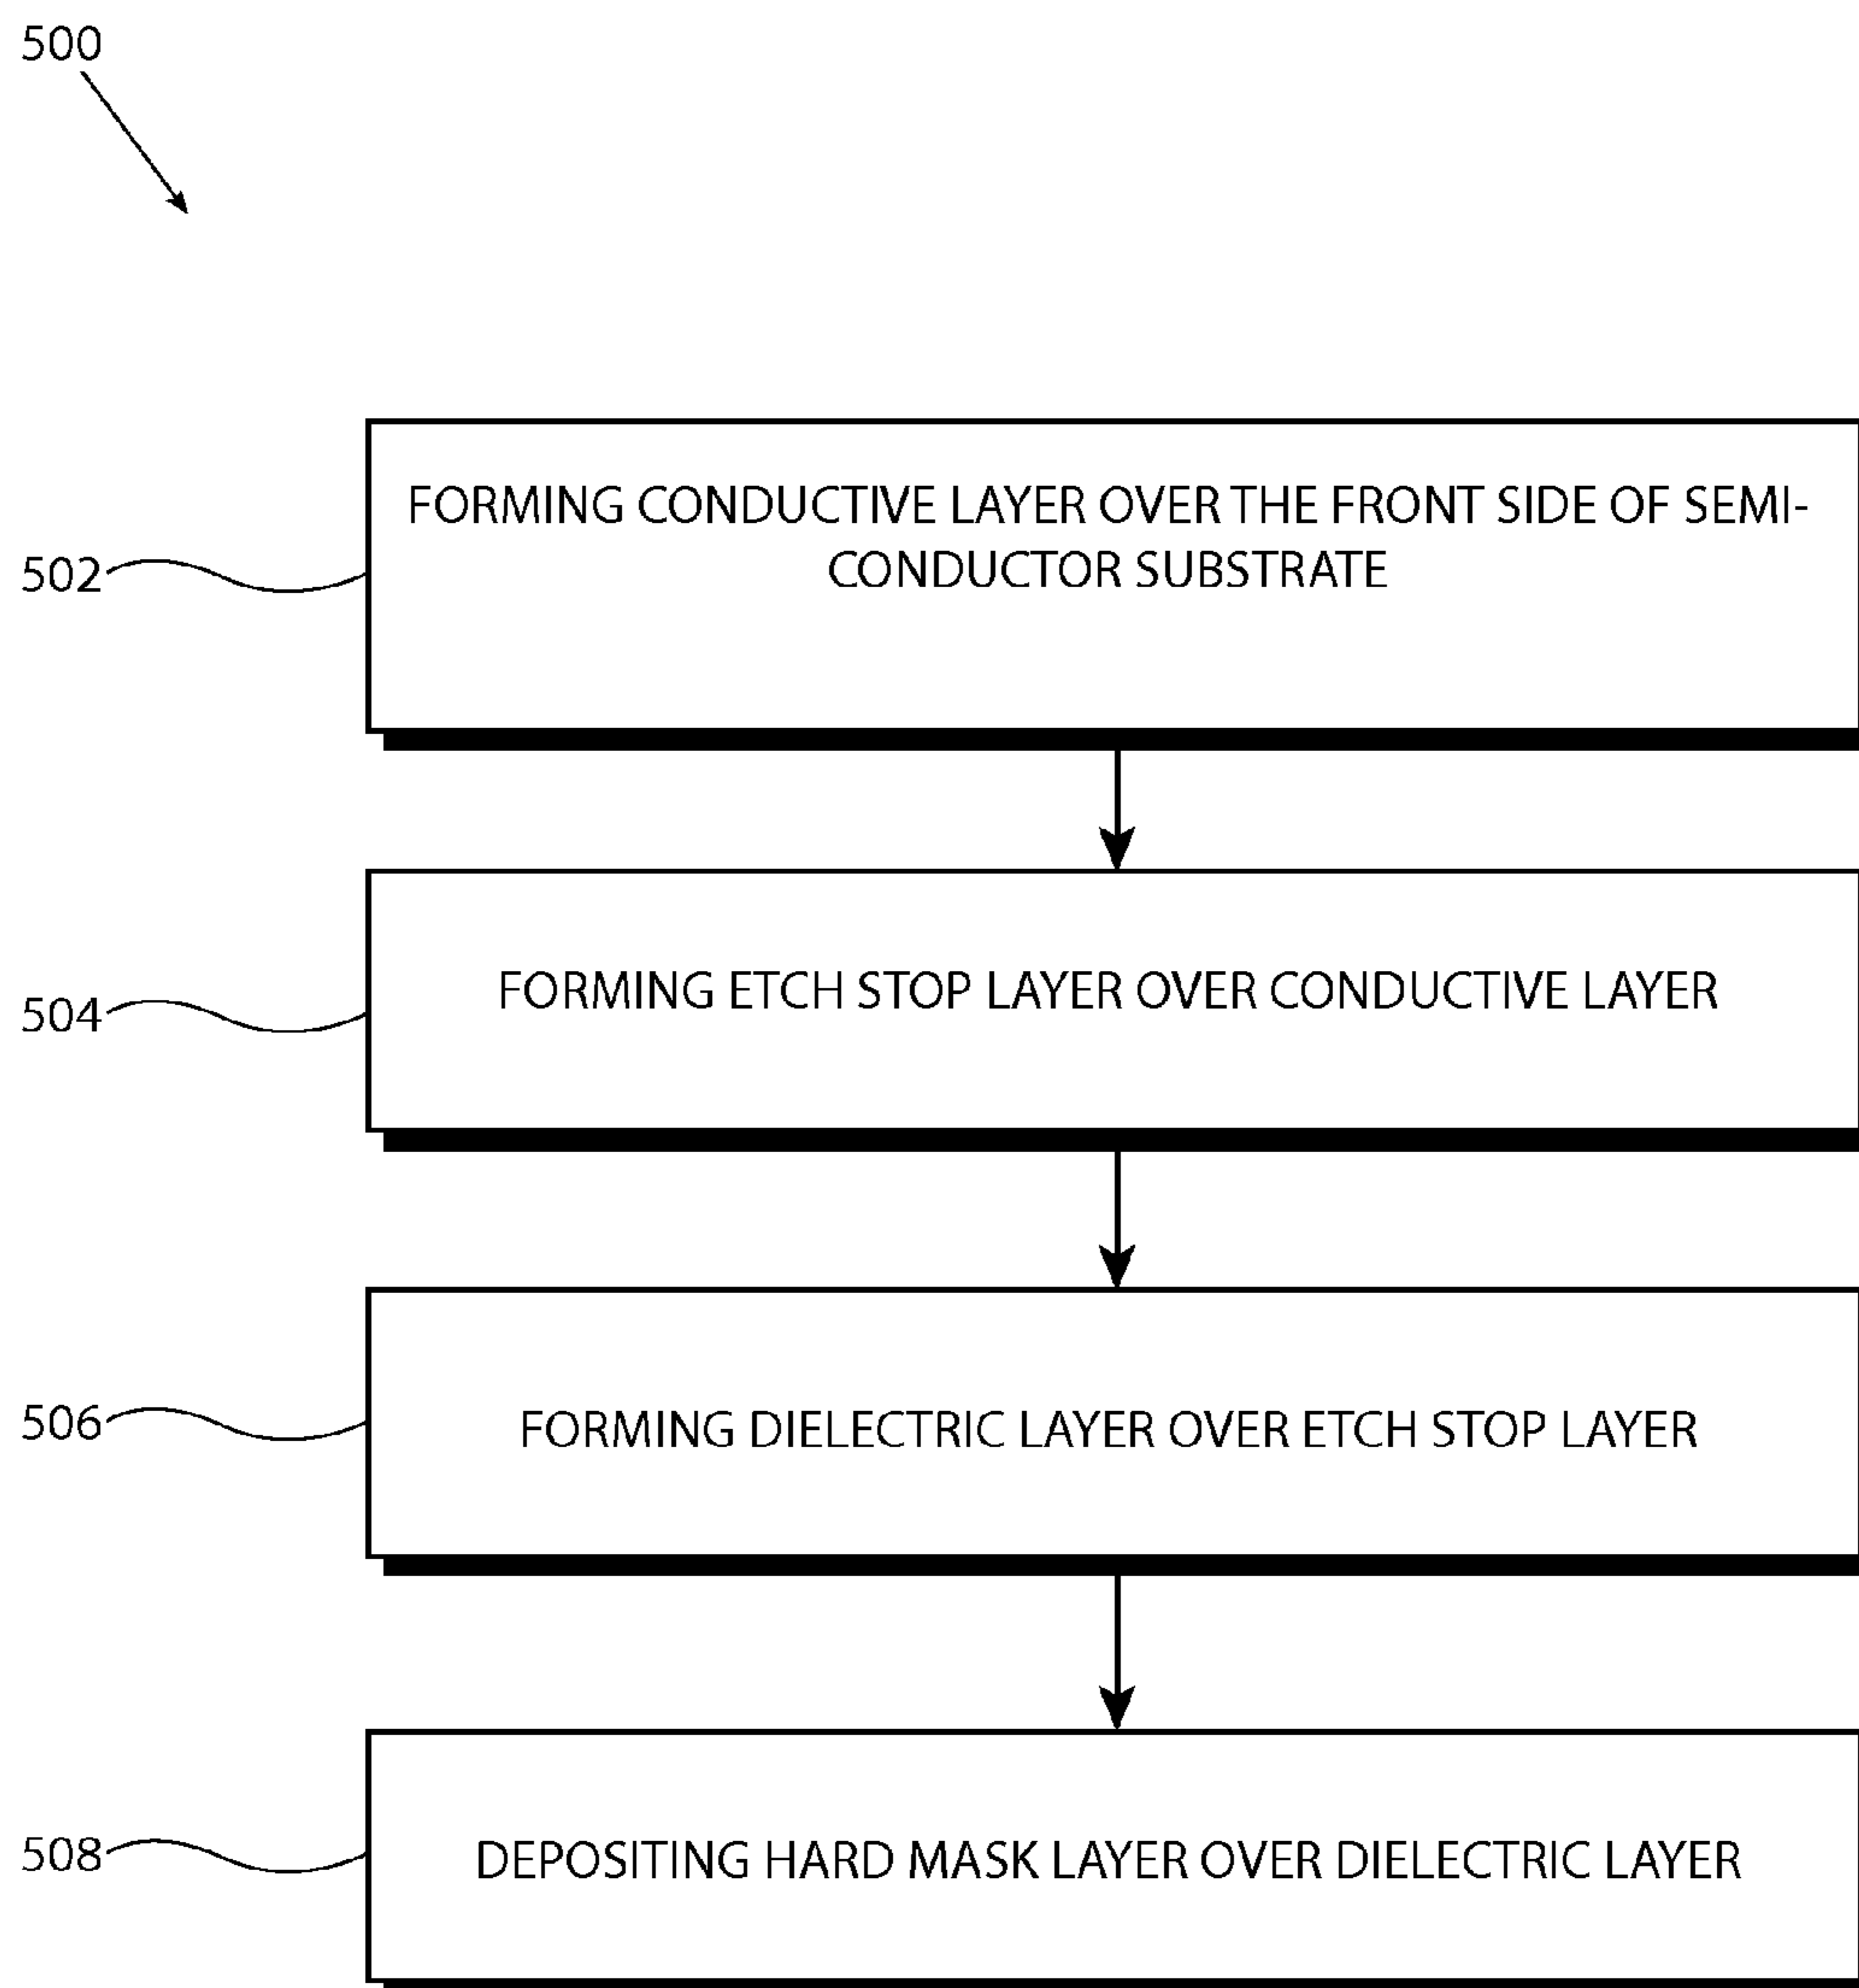 500
FORMING CONDUCTIVE LAYER OVER THE FRONT SIDE OF SEMI-
CONDUCTOR SUBSTRATE
502
FORMING ETCH STOP LAYER OVER CONDUCTIVE LAYER
504
FORMING DIELECTRIC LAYER OVER ETCH STOP LAYER
506
DEPOSITING HARD MASK LAYER OVER DIELECTRIC LAYER
508